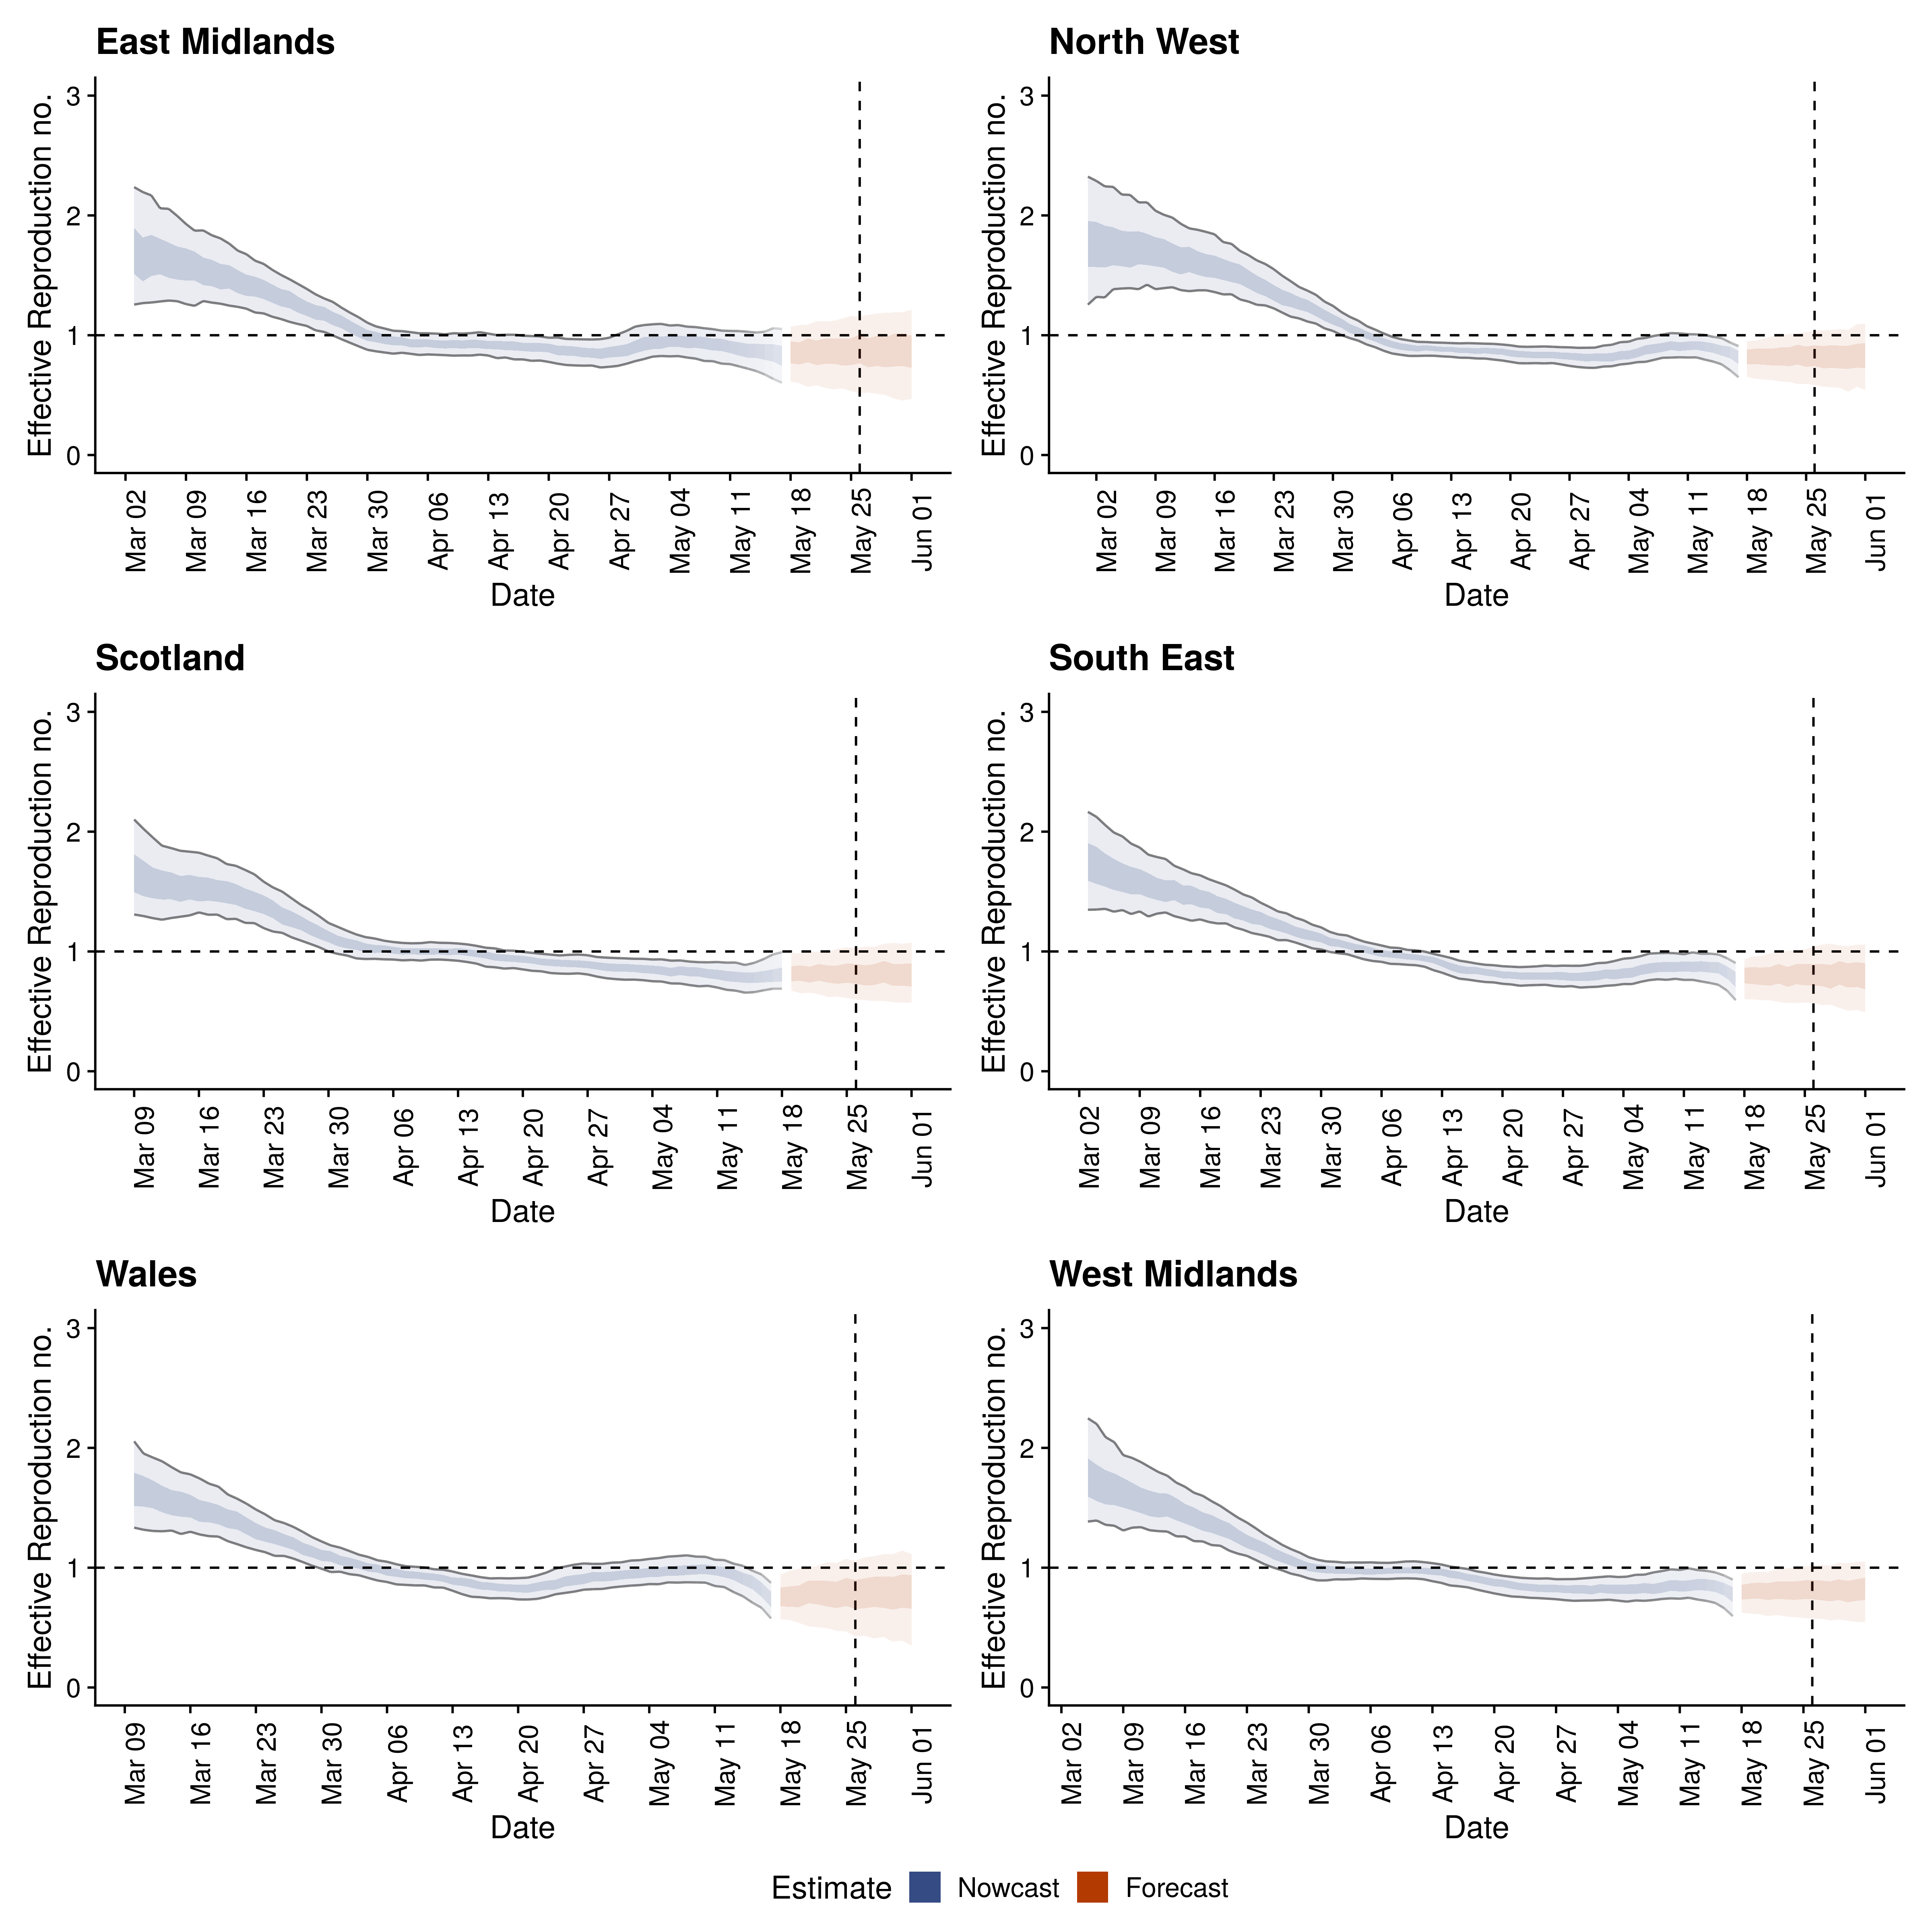 East Midlands
Effective Reproduction no.
3
2
1
0
Mar 02 Mar 09 Mar 16 Mar 23 Mar 30 Apr 06 Apr 13 Apr 20 Apr 27 May 04 May 11 May 18 May 25 Jun 01
Date
North West
Effective Reproduction no.
3
2
1
0
Mar 02 Mar 09 Mar 16 Mar 23 Mar 30 Apr 06 Apr 13 Apr 20 Apr 27 May 04 May 11 May 18 May 25 Jun 01
Date
Scotland
Effective Reproduction no.
3
2
1
0
Mar 09 Mar 16 Mar 23 Mar 30 Apr 06 Apr 13 Apr 20 Apr 27 May 04 May 11 May 18 May 25 Jun 01
Date
South East
Effective Reproduction no.
3
2
1
0
Mar 02 Mar 09 Mar 16 Mar 23 Mar 30 Apr 06 Apr 13 Apr 20 Apr 27 May 04 May 11 May 18 May 25 Jun 01
Date
Wales
Effective Reproduction no.
3
2
1
0
Mar 09 Mar 16 Mar 23 Mar 30 Apr 06 Apr 13 Apr 20 Apr 27 May 04 May 11 May 18 May 25 Jun 01
Date
West Midlands
Effective Reproduction no.
3
2
1
0
Mar 02 Mar 09 Mar 16 Mar 23 Mar 30 Apr 06 Apr 13 Apr 20 Apr 27 May 04 May 11 May 18 May 25 Jun 01
Date
Estimate Nowcast Forecast